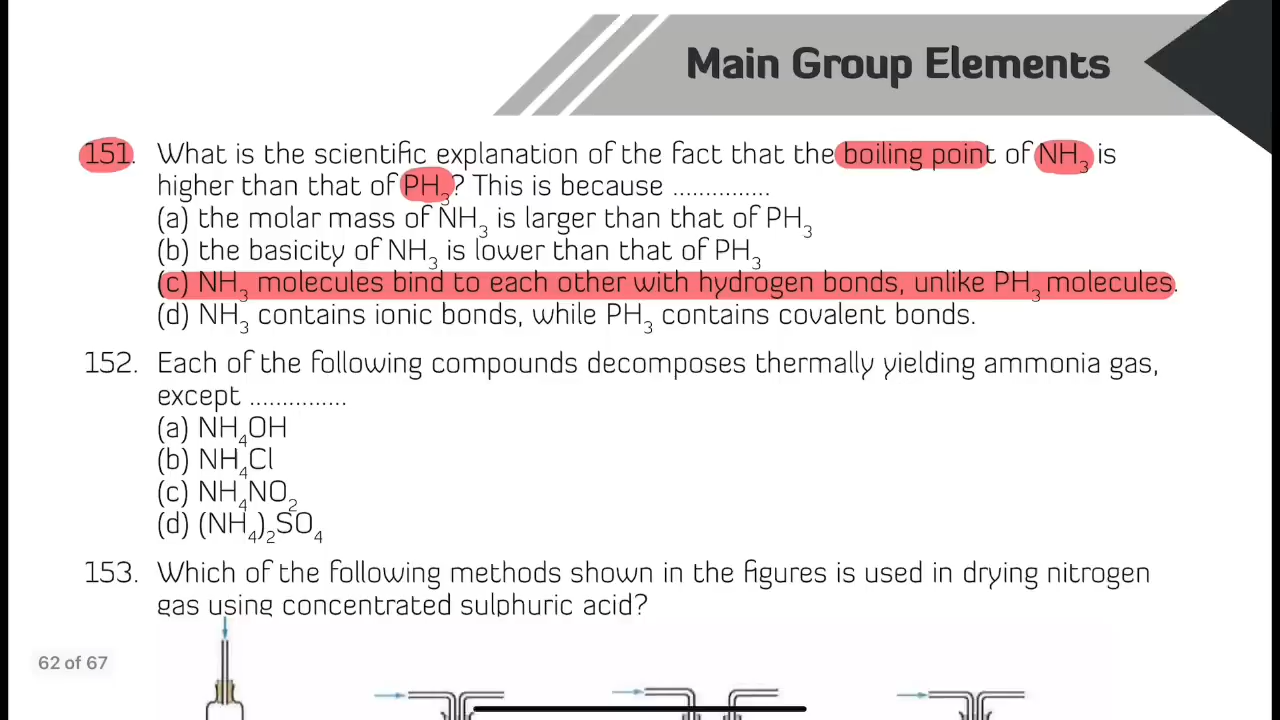 Main Group Elements
151. What is the scientific explanation of the fact that the boiling point of NH₃ is
higher than that of PH₃? This is because ...............
(a) the molar mass of NH₃ is larger than that of PH₃
(b) the basicity of NH₃ is lower than that of PH₃
(c) NH₃ molecules bind to each other with hydrogen bonds, unlike PH₃ molecules.
(d) NH₃ contains ionic bonds, while PH₃ contains covalent bonds.
152. Each of the following compounds decomposes thermally yielding ammonia gas,
except ...............
(a) NH₄OH
(b) NH₄Cl
(c) NH₄NO₂
(d) (NH₄)₂SO₄
153. Which of the following methods shown in the figures is used in drying nitrogen
gas using concentrated sulphuric acid?
62 of 67